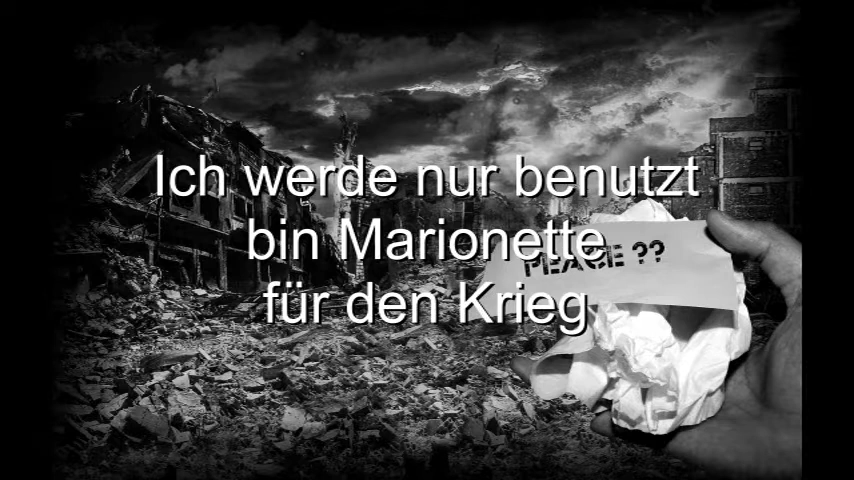 Ich werde nur benutzt
bin Marionette
für den Krieg
PEACE ??